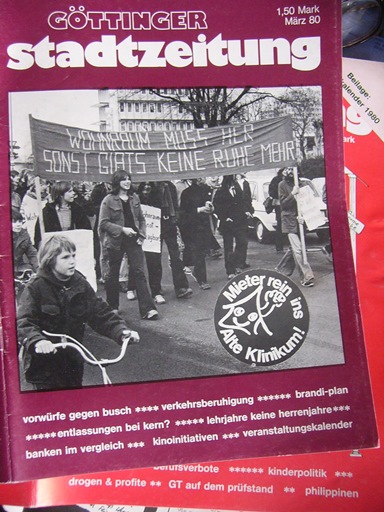 GÖTTINGER
1,50 Mark
März 80
stadtzeitung
Beilage:
kalender 1980
WOHNRAUM MUSS HER
SONST GIBTS KEINE RUHE MEHR
Mieter rein ins
Alte Klinikum!
vorwürfe gegen busch **** verkehrsberuhigung ****** brandi-plan
*****entlassungen bei kern? ***** lehrjahre keine herrenjahre***
banken im vergleich *** kinoinitiativen *** veranstaltungskalender
berufsverbote ****** kinderpolitik ***
drogen & profite ** GT auf dem prüfstand ** philippinen